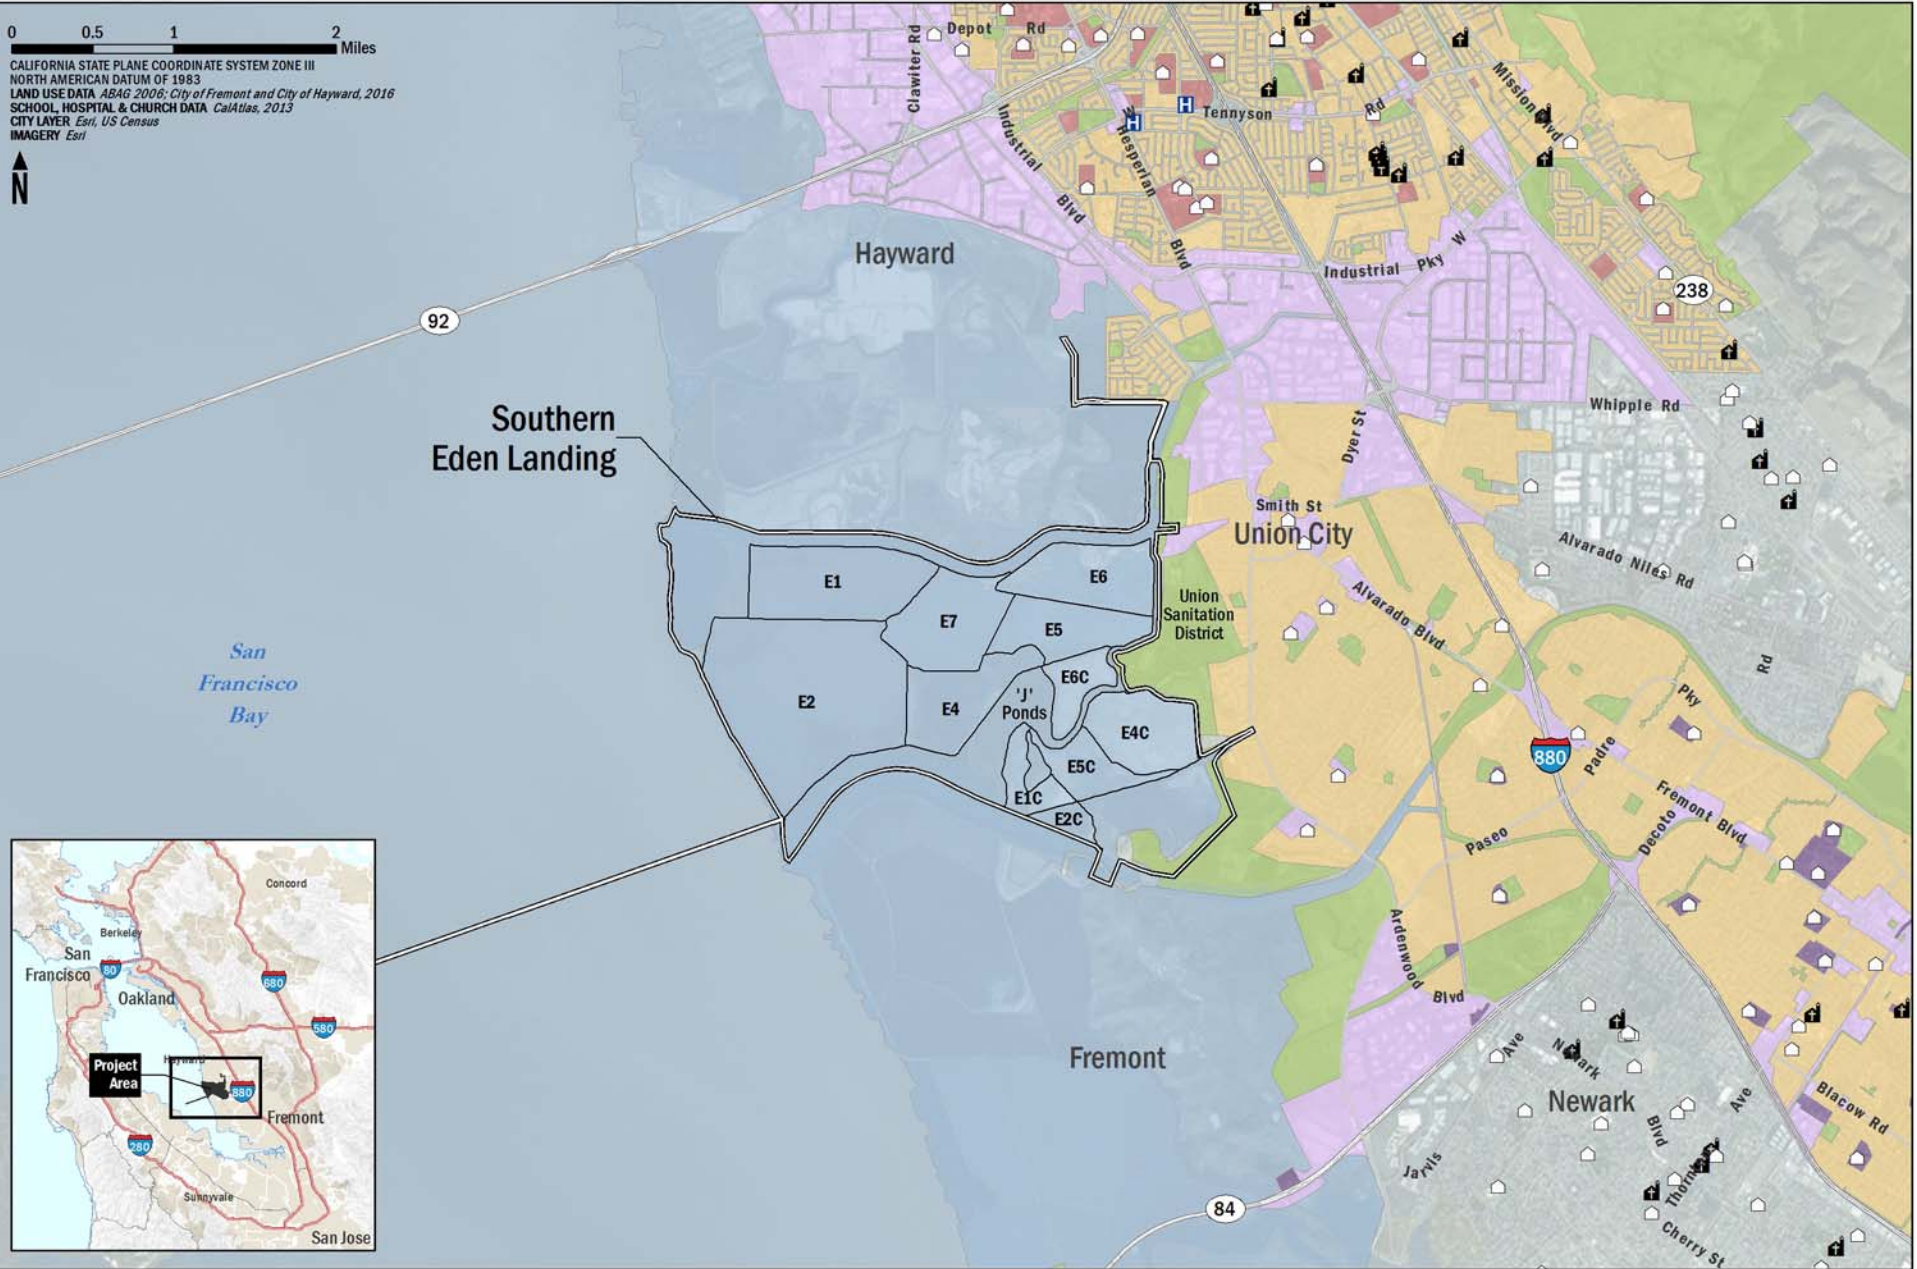 0 0.5 1 2
Miles
CALIFORNIA STATE PLANE COORDINATE SYSTEM ZONE III
NORTH AMERICAN DATUM OF 1983
LAND USE DATA ABAG 2006; City of Fremont and City of Hayward, 2016
SCHOOL, HOSPITAL & CHURCH DATA CalAtlas, 2013
CITY LAYER Esri, US Census
IMAGERY Esri
N
Clawiter Rd
Depot Rd
Industrial Blvd
W
Hesperian Blvd
H
H
Tennyson Rd
Mission Blvd
Hayward
Industrial Pky W
238
92
Whipple Rd
Dyer St
Southern
Eden Landing
Smith St
Union City
Alvarado Niles Rd
E1
E6
E7
E5
Union
Sanitation
District
Alvarado Blvd
San
Francisco
Bay
E2
E4
'J'
Ponds
E6C
E4C
E5C
E1C
E2C
Rd
Pky
Padre
Paseo
880
Fremont Blvd
Decoto
Ardenwood
Blvd
Fremont
Newark
Ave
Newark
Blvd
Ave
Jarvis
Thornton
Cherry St
Blacow Rd
84
Concord
Berkeley
San
Francisco
80
Oakland
680
580
Project
Area
Hayward
880
Fremont
280
Sunnyvale
San Jose